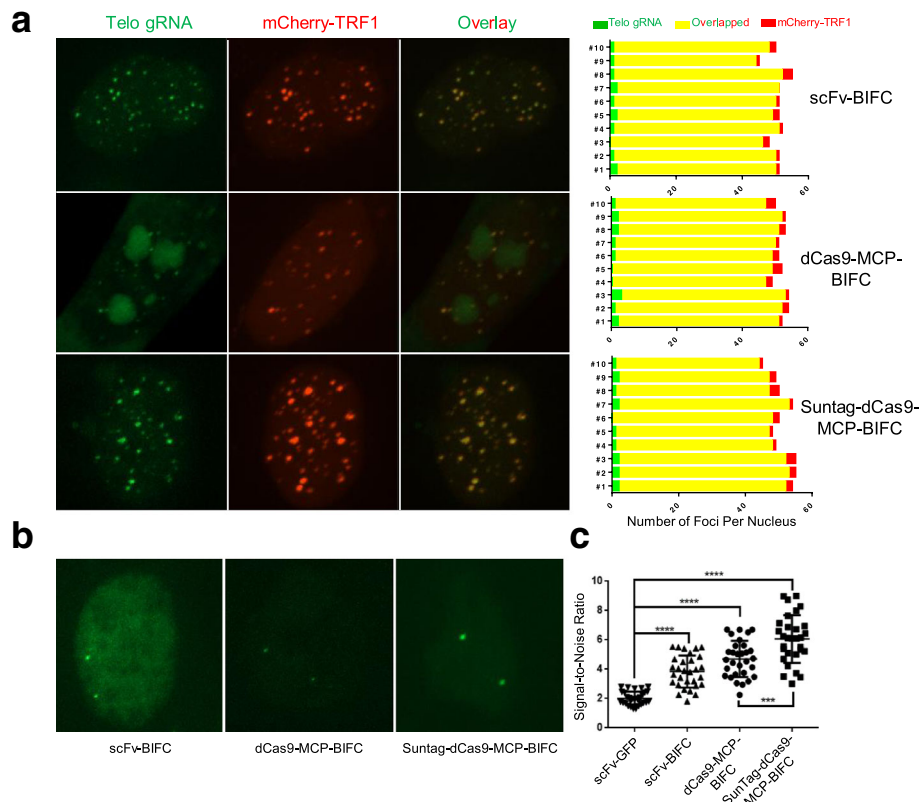 a
Telo gRNA
mCherry-TRF1
Overlay
Telo gRNA
Overlapped
mCherry-TRF1
#10
#9
#8
#7
#6
#5
#4
#3
#2
#1
0
20
40
60
scFv-BIFC
#10
#9
#8
#7
#6
#5
#4
#3
#2
#1
0
20
40
60
dCas9-MCP-
BIFC
#10
#9
#8
#7
#6
#5
#4
#3
#2
#1
0
20
40
60
Number of Foci Per Nucleus
Suntag-dCas9-
MCP-BIFC
b
scFv-BIFC
dCas9-MCP-BIFC
Suntag-dCas9-MCP-BIFC
c
Signal-to-Noise Ratio
10
8
6
4
2
0
****
****
****
***
scFv-GFP
scFv-BIFC
dCas9-MCP-
BIFC
SunTag-dCas9-
MCP-BIFC